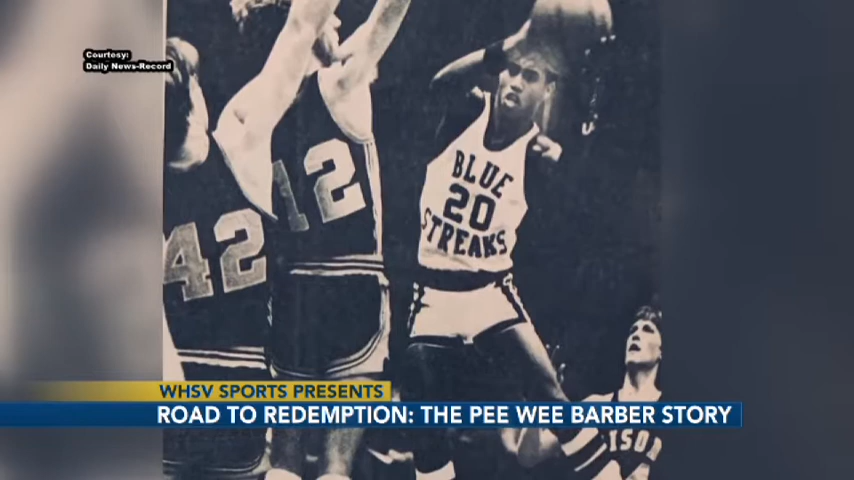 Courtesy:
Daily News-Record
12
42
BLUE
20
STREAKS
ISON
WHSV SPORTS PRESENTS
ROAD TO REDEMPTION: THE PEE WEE BARBER STORY